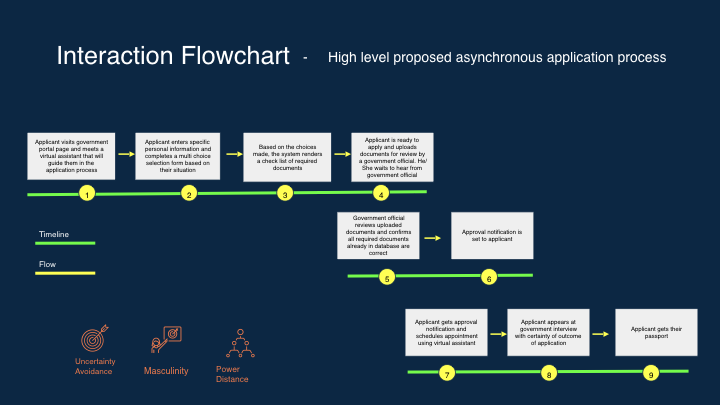 Interaction Flowchart - High level proposed asynchronous application process
Applicant visits government
portal page and meets a
virtual assistant that will
guide them in the
application process
Applicant enters specific
personal information and
completes a multi choice
selection form based on
their situation
Based on the choices
made, the system renders
a check list of required
documents
Applicant is ready to
apply and uploads
documents for review by
a government official. He/
She waits to hear from
government official
1
2
3
4
Government official
reviews uploaded
documents and confirms
all required documents
already in database are
correct
Approval notification is
set to applicant
5
6
Timeline
Flow
Applicant gets approval
notification and
schedules appointment
using virtual assistant
Applicant appears at
government interview
with certainty of outcome
of application
Applicant gets their
passport
7
8
9
Uncertainty
Avoidance
Masculinity
Power
Distance